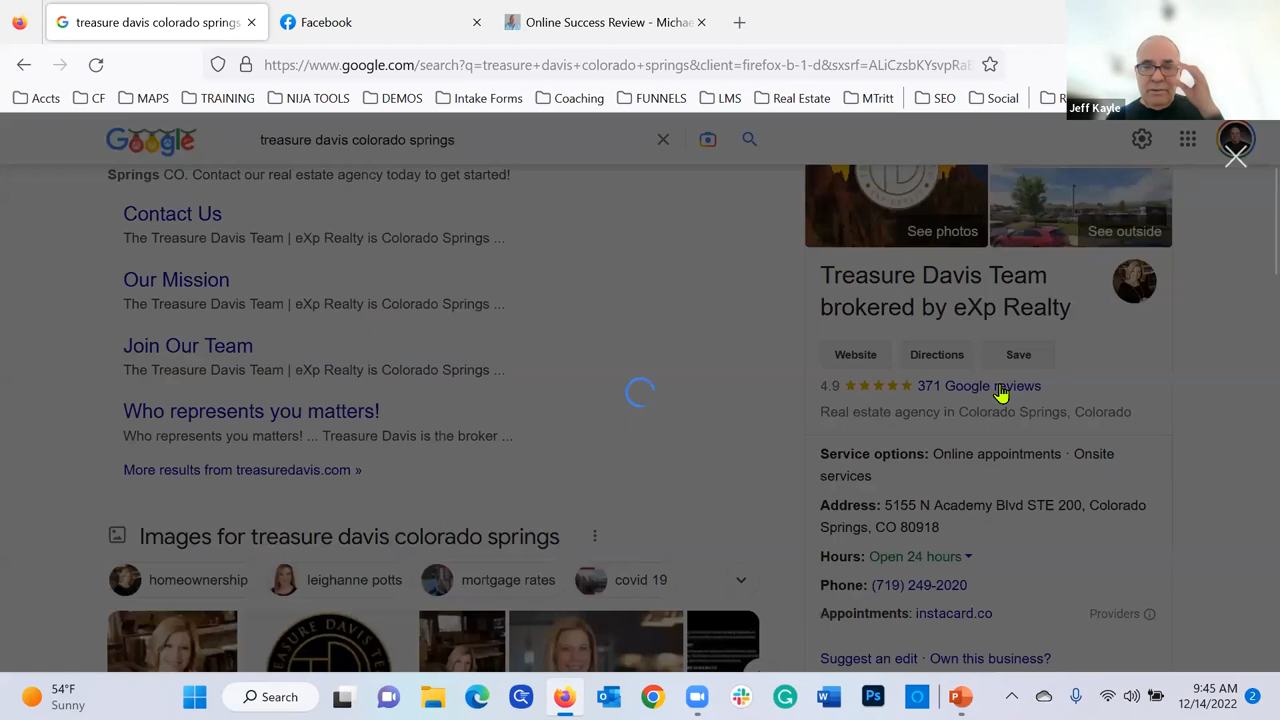 treasure davis colorado springs
Facebook
Online Success Review - Michae
https://www.google.com/search?q=treasure+davis+colorado+springs&client=firefox-b-1-d&sxsrf=ALiCzsbKYsvpRaE
Accts
CF
MAPS
TRAINING
NIJA TOOLS
DEMOS
Intake Forms
Coaching
FUNNELS
LMS
Real Estate
MTritt
SEO
Social
Jeff Kayle
Google
treasure davis colorado springs
Springs CO. Contact our real estate agency today to get started!
Contact Us
The Treasure Davis Team | eXp Realty is Colorado Springs ...
Our Mission
The Treasure Davis Team | eXp Realty is Colorado Springs ...
Join Our Team
The Treasure Davis Team | eXp Realty is Colorado Springs ...
Who represents you matters!
Who represents you matters! ... Treasure Davis is the broker ...
More results from treasuredavis.com »
Images for treasure davis colorado springs
homeownership
leighanne potts
mortgage rates
covid 19
TREASURE DAVIS
See photos
See outside
Treasure Davis Team
brokered by eXp Realty
Website
Directions
Save
4.9
371 Google reviews
Real estate agency in Colorado Springs, Colorado
Service options: Online appointments · Onsite
services
Address: 5155 N Academy Blvd STE 200, Colorado
Springs, CO 80918
Hours: Open 24 hours
Phone: (719) 249-2020
Appointments: instacard.co
Providers
Suggest an edit · Own this business?
54°F
Sunny
Search
9:45 AM
12/14/2022
2